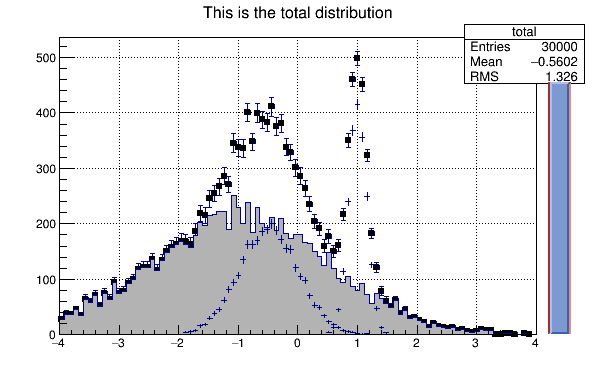 This is the total distribution
total
Entries 30000
Mean −0.5602
RMS 1.326
500
400
300
200
100
0
−4 −3 −2 −1 0 1 2 3 4